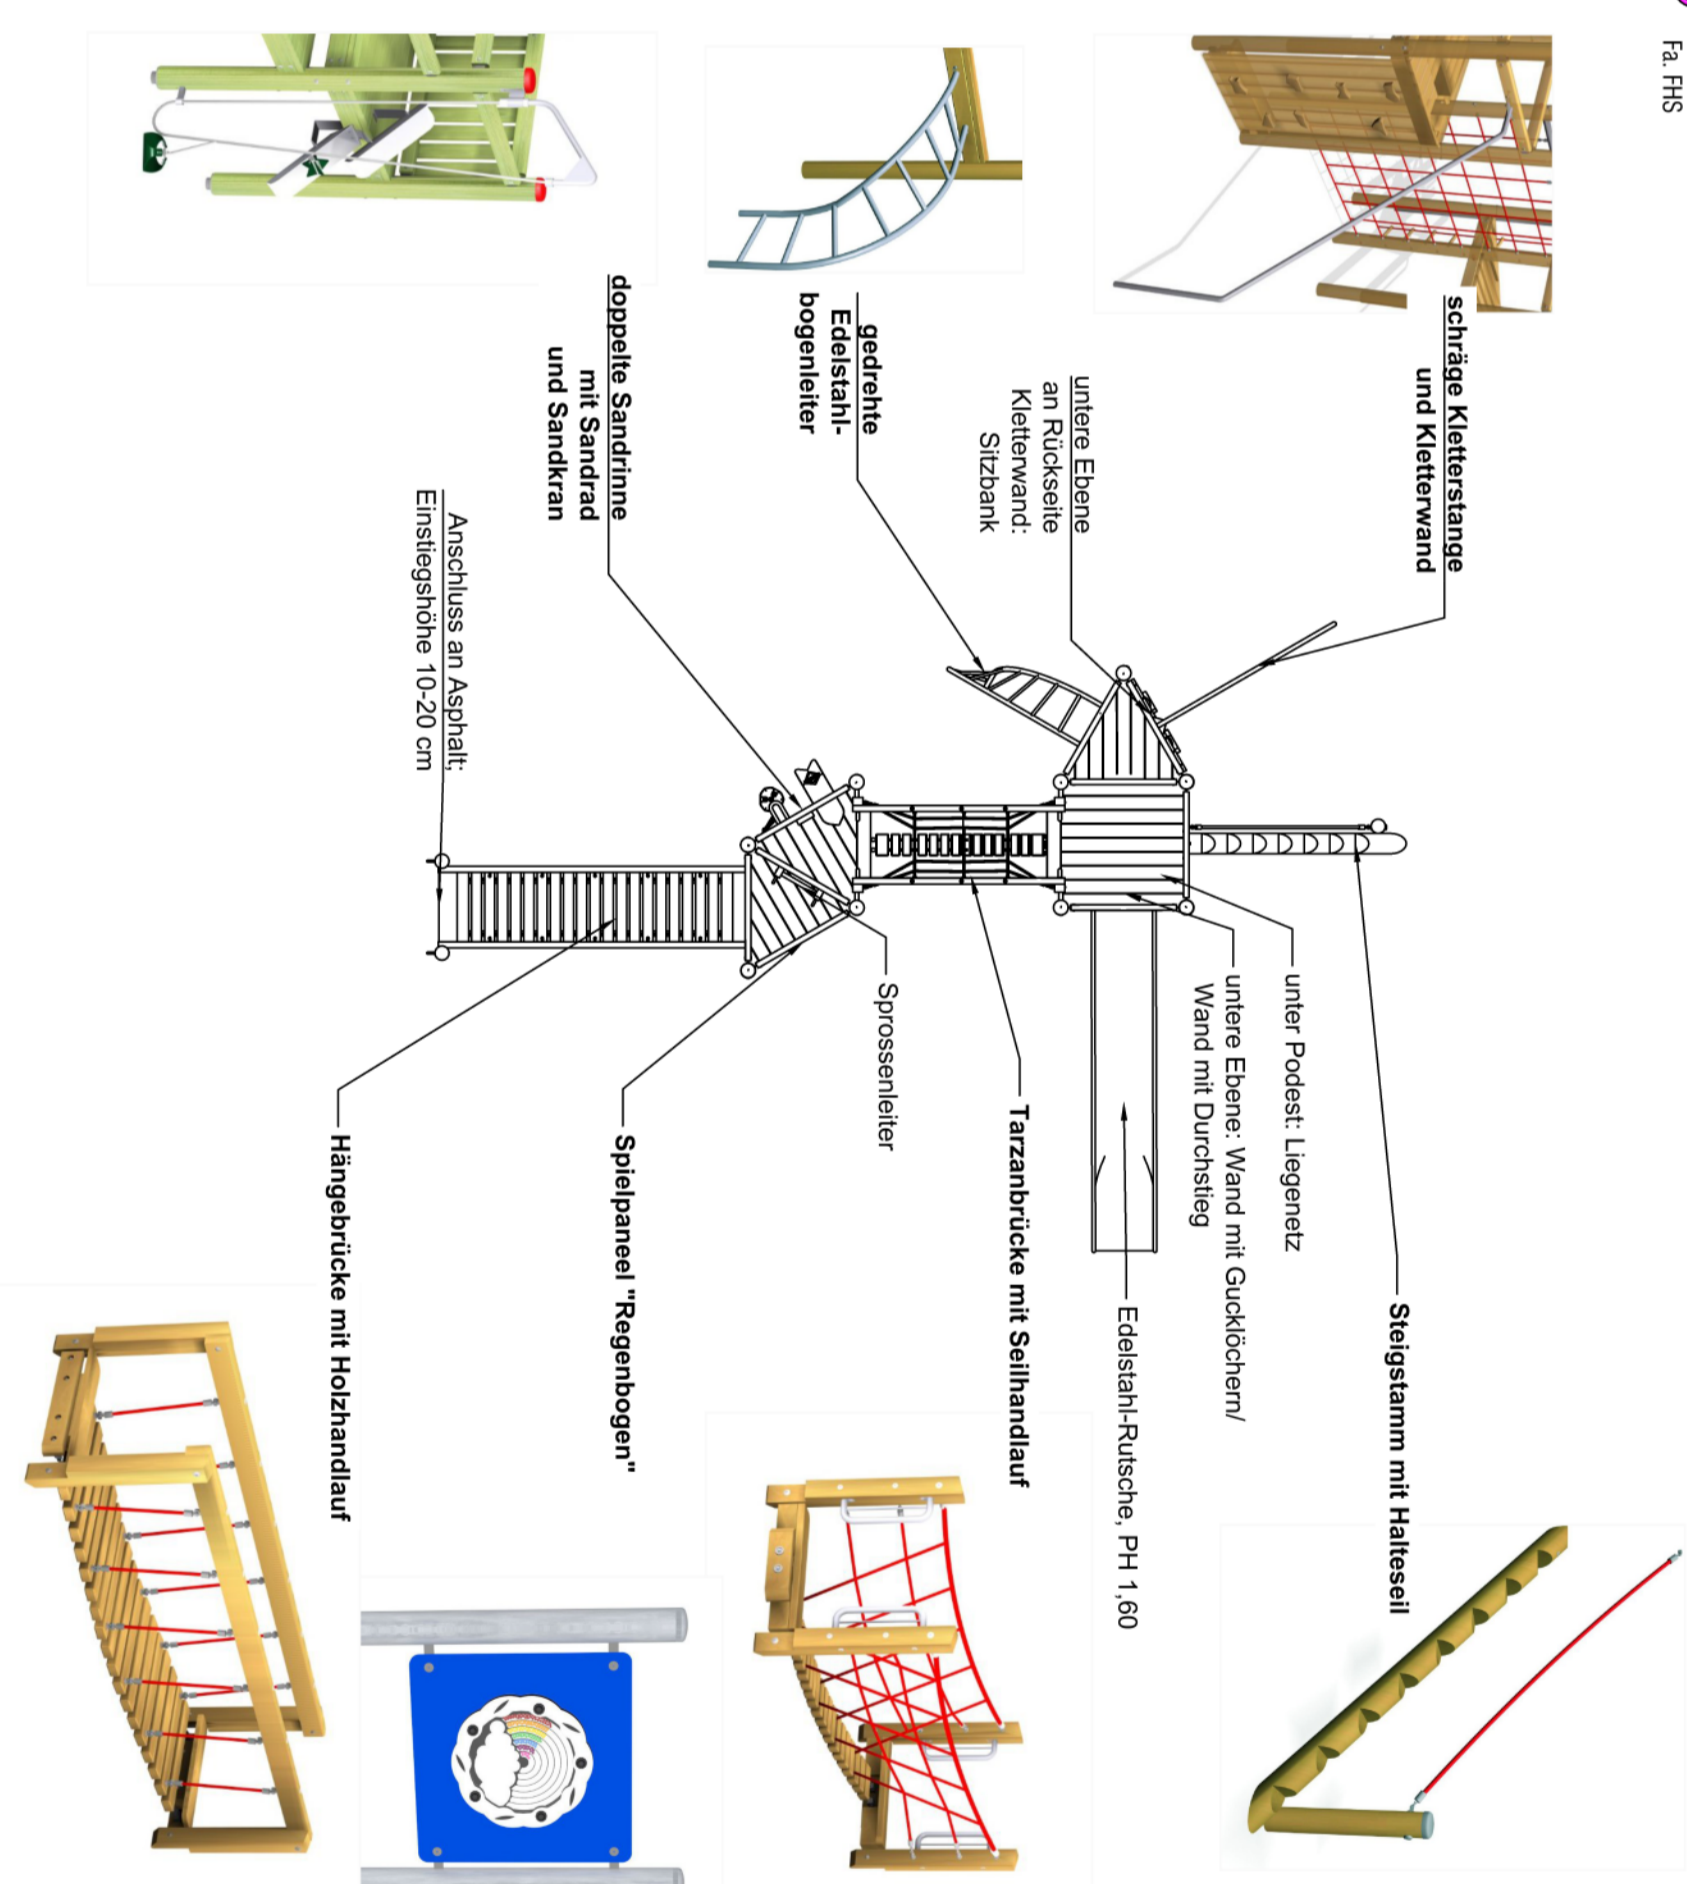 Fa. FHS
schräge Kletterstange
und Kletterwand
untere Ebene
an Rückseite
Kletterwand:
Sitzbank
gedrehte
Edelstahl-
bogenleiter
doppelte Sandrinne
mit Sandrad
und Sandkran
Anschluss an Asphalt;
Einstiegshöhe 10-20 cm
Steigstamm mit Halteseil
unter Podest: Liegenetz
untere Ebene: Wand mit Gucklöchern/
Wand mit Durchstieg
Edelstahl-Rutsche, PH 1,60
Tarzanbrücke mit Seilhandlauf
Sprossenleiter
Spielpaneel "Regenbogen"
Hängebrücke mit Holzhandlauf